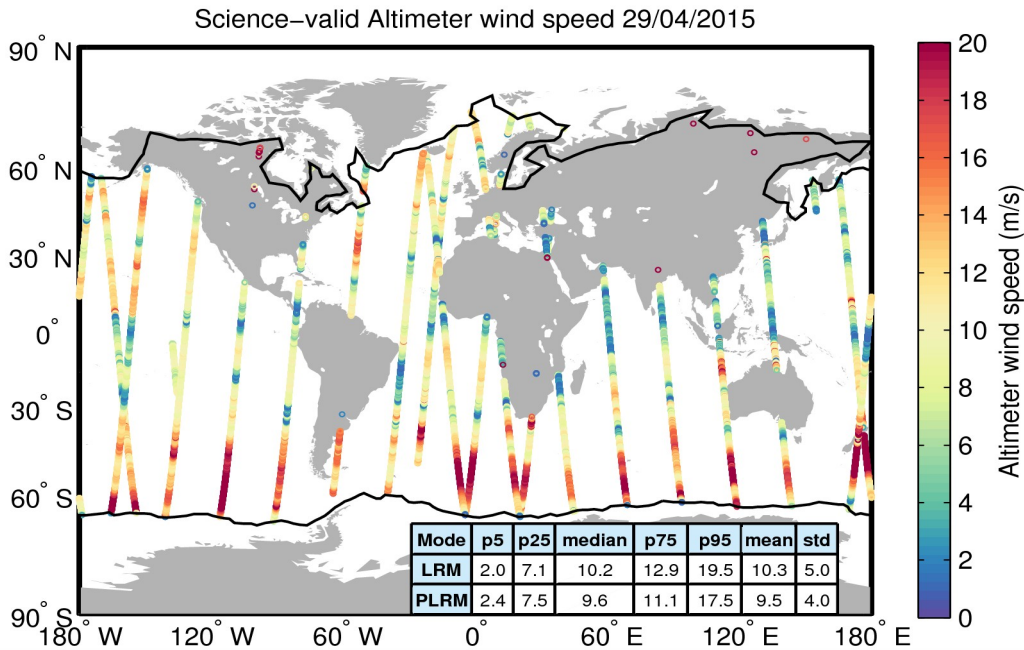 Science−valid Altimeter wind speed 29/04/2015
90° N
60° N
30° N
0°
30° S
60° S
90° S
180° W
120° W
60° W
0°
60° E
120° E
180° E
Mode p5 p25 median p75 p95 mean std
LRM 2.0 7.1 10.2 12.9 19.5 10.3 5.0
PLRM 2.4 7.5 9.6 11.1 17.5 9.5 4.0
20
18
16
14
12
10
8
6
4
2
0
Altimeter wind speed (m/s)